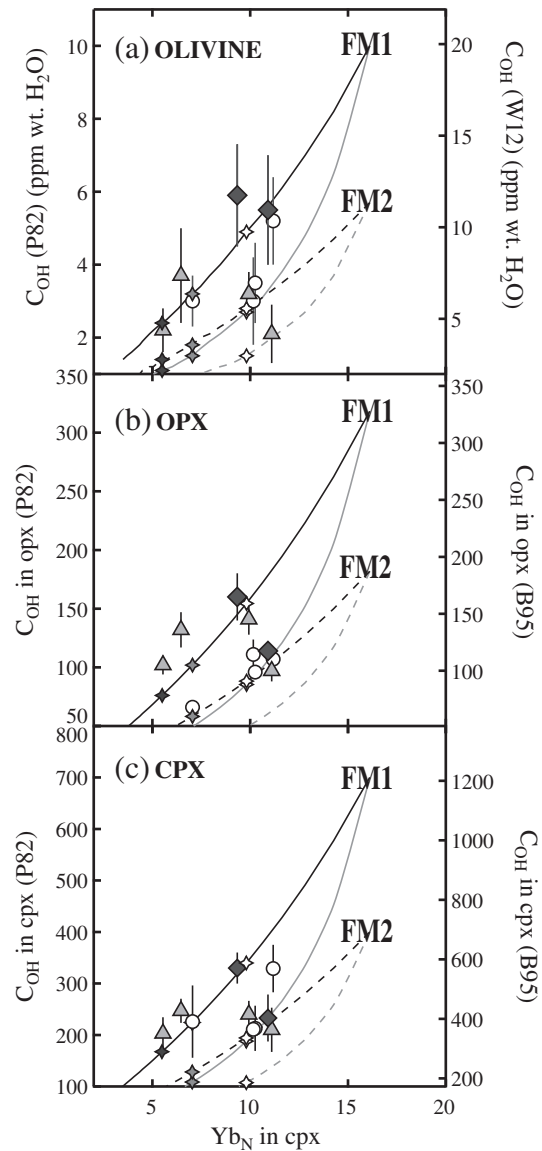 (a) OLIVINE
FM1
FM2
10
8
6
4
2
C_OH (P82) (ppm wt. H2O)
20
15
10
5
C_OH (W12) (ppm wt. H2O)
(b) OPX
FM1
FM2
350
300
250
200
150
100
50
C_OH in opx (P82)
350
300
250
200
150
100
C_OH in opx (B95)
(c) CPX
FM1
FM2
800
700
600
500
400
300
200
100
C_OH in cpx (P82)
1200
1000
800
600
400
200
C_OH in cpx (B95)
5
10
15
20
Yb_N in cpx